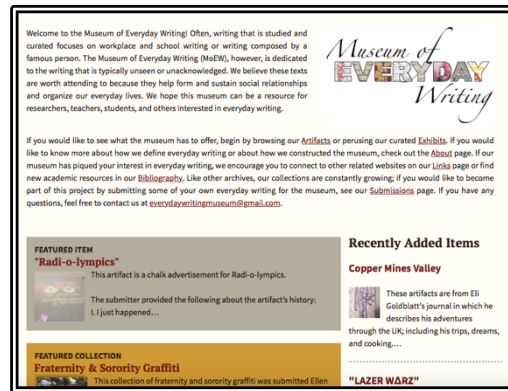 Welcome to the Museum of Everyday Writing! Often, writing that is studied and
curated focuses on workplace and school writing or writing composed by a
famous person. The Museum of Everyday Writing (MoEW), however, is dedicated
to the writing that is typically unseen or unacknowledged. We believe these texts
are worth attending to because they help form and sustain social relationships
and organize our everyday lives. We hope this museum can be a resource for
researchers, teachers, students, and others interested in everyday writing.
Museum of
EVERYDAY
Writing
If you would like to see what the museum has to offer, begin by browsing our Artifacts or perusing our curated Exhibits. If you would
like to know more about how we define everyday writing or about how we constructed the museum, check out the About page. If our
museum has piqued your interest in everyday writing, we encourage you to connect to other related websites on our Links page or find
new academic resources in our Bibliography. Like other archives, our collections are constantly growing; if you would like to become
part of this project by submitting some of your own everyday writing for the museum, see our Submissions page. If you have any
questions, feel free to contact us at everydaywritingmuseum@gmail.com.
FEATURED ITEM
"Radi-o-lympics"
This artifact is a chalk advertisement for Radi-o-lympics.
The submitter provided the following about the artifact's history:
I. I just happened…
FEATURED COLLECTION
Fraternity & Sorority Graffiti
This collection of fraternity and sorority graffiti was submitted Ellen
Recently Added Items
Copper Mines Valley
These artifacts are from Eli
Goldblatt's journal in which he
describes his adventures
through the UK; including his trips, dreams,
and cooking.…
"LAZER WΔRZ"